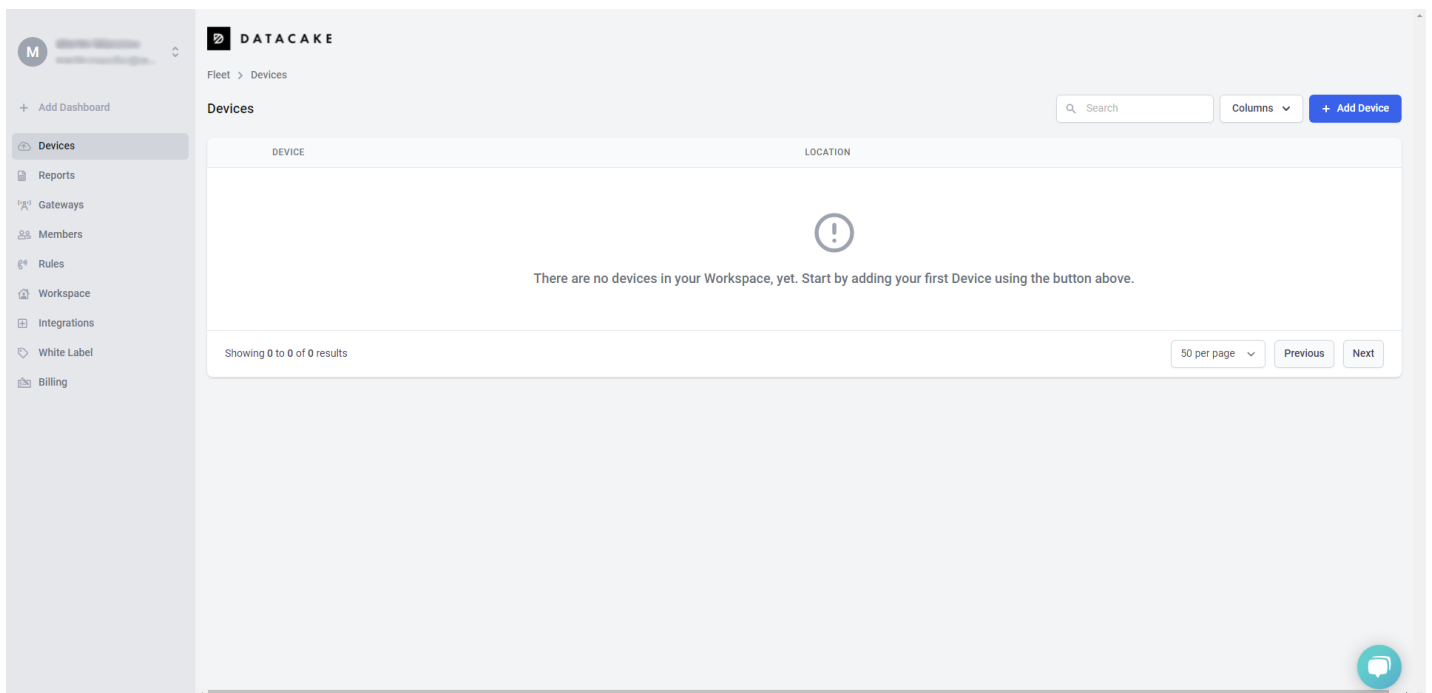 M
DATACAKE
Fleet > Devices
+ Add Dashboard
Devices
Search
Columns
+ Add Device
Devices
Reports
Gateways
Members
Rules
Workspace
Integrations
White Label
Billing
DEVICE LOCATION
There are no devices in your Workspace, yet. Start by adding your first Device using the button above.
Showing 0 to 0 of 0 results
50 per page
Previous
Next